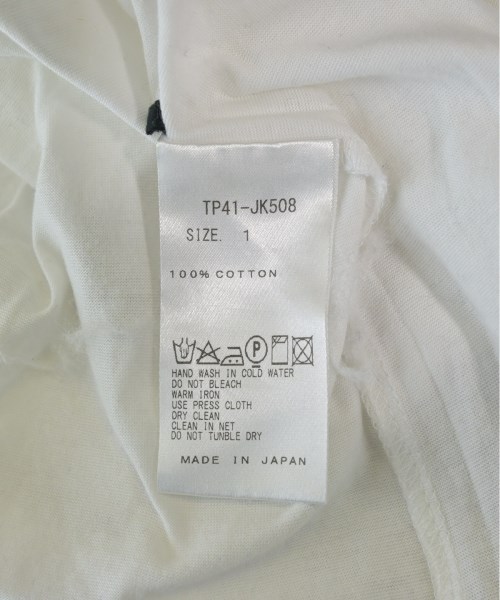 TP41-JK508
SIZE. 1
100% COTTON
P
HAND WASH IN COLD WATER
DO NOT BLEACH
WARM IRON
USE PRESS CLOTH
DRY CLEAN
CLEAN IN NET
DO NOT TUNBLE DRY
MADE IN JAPAN